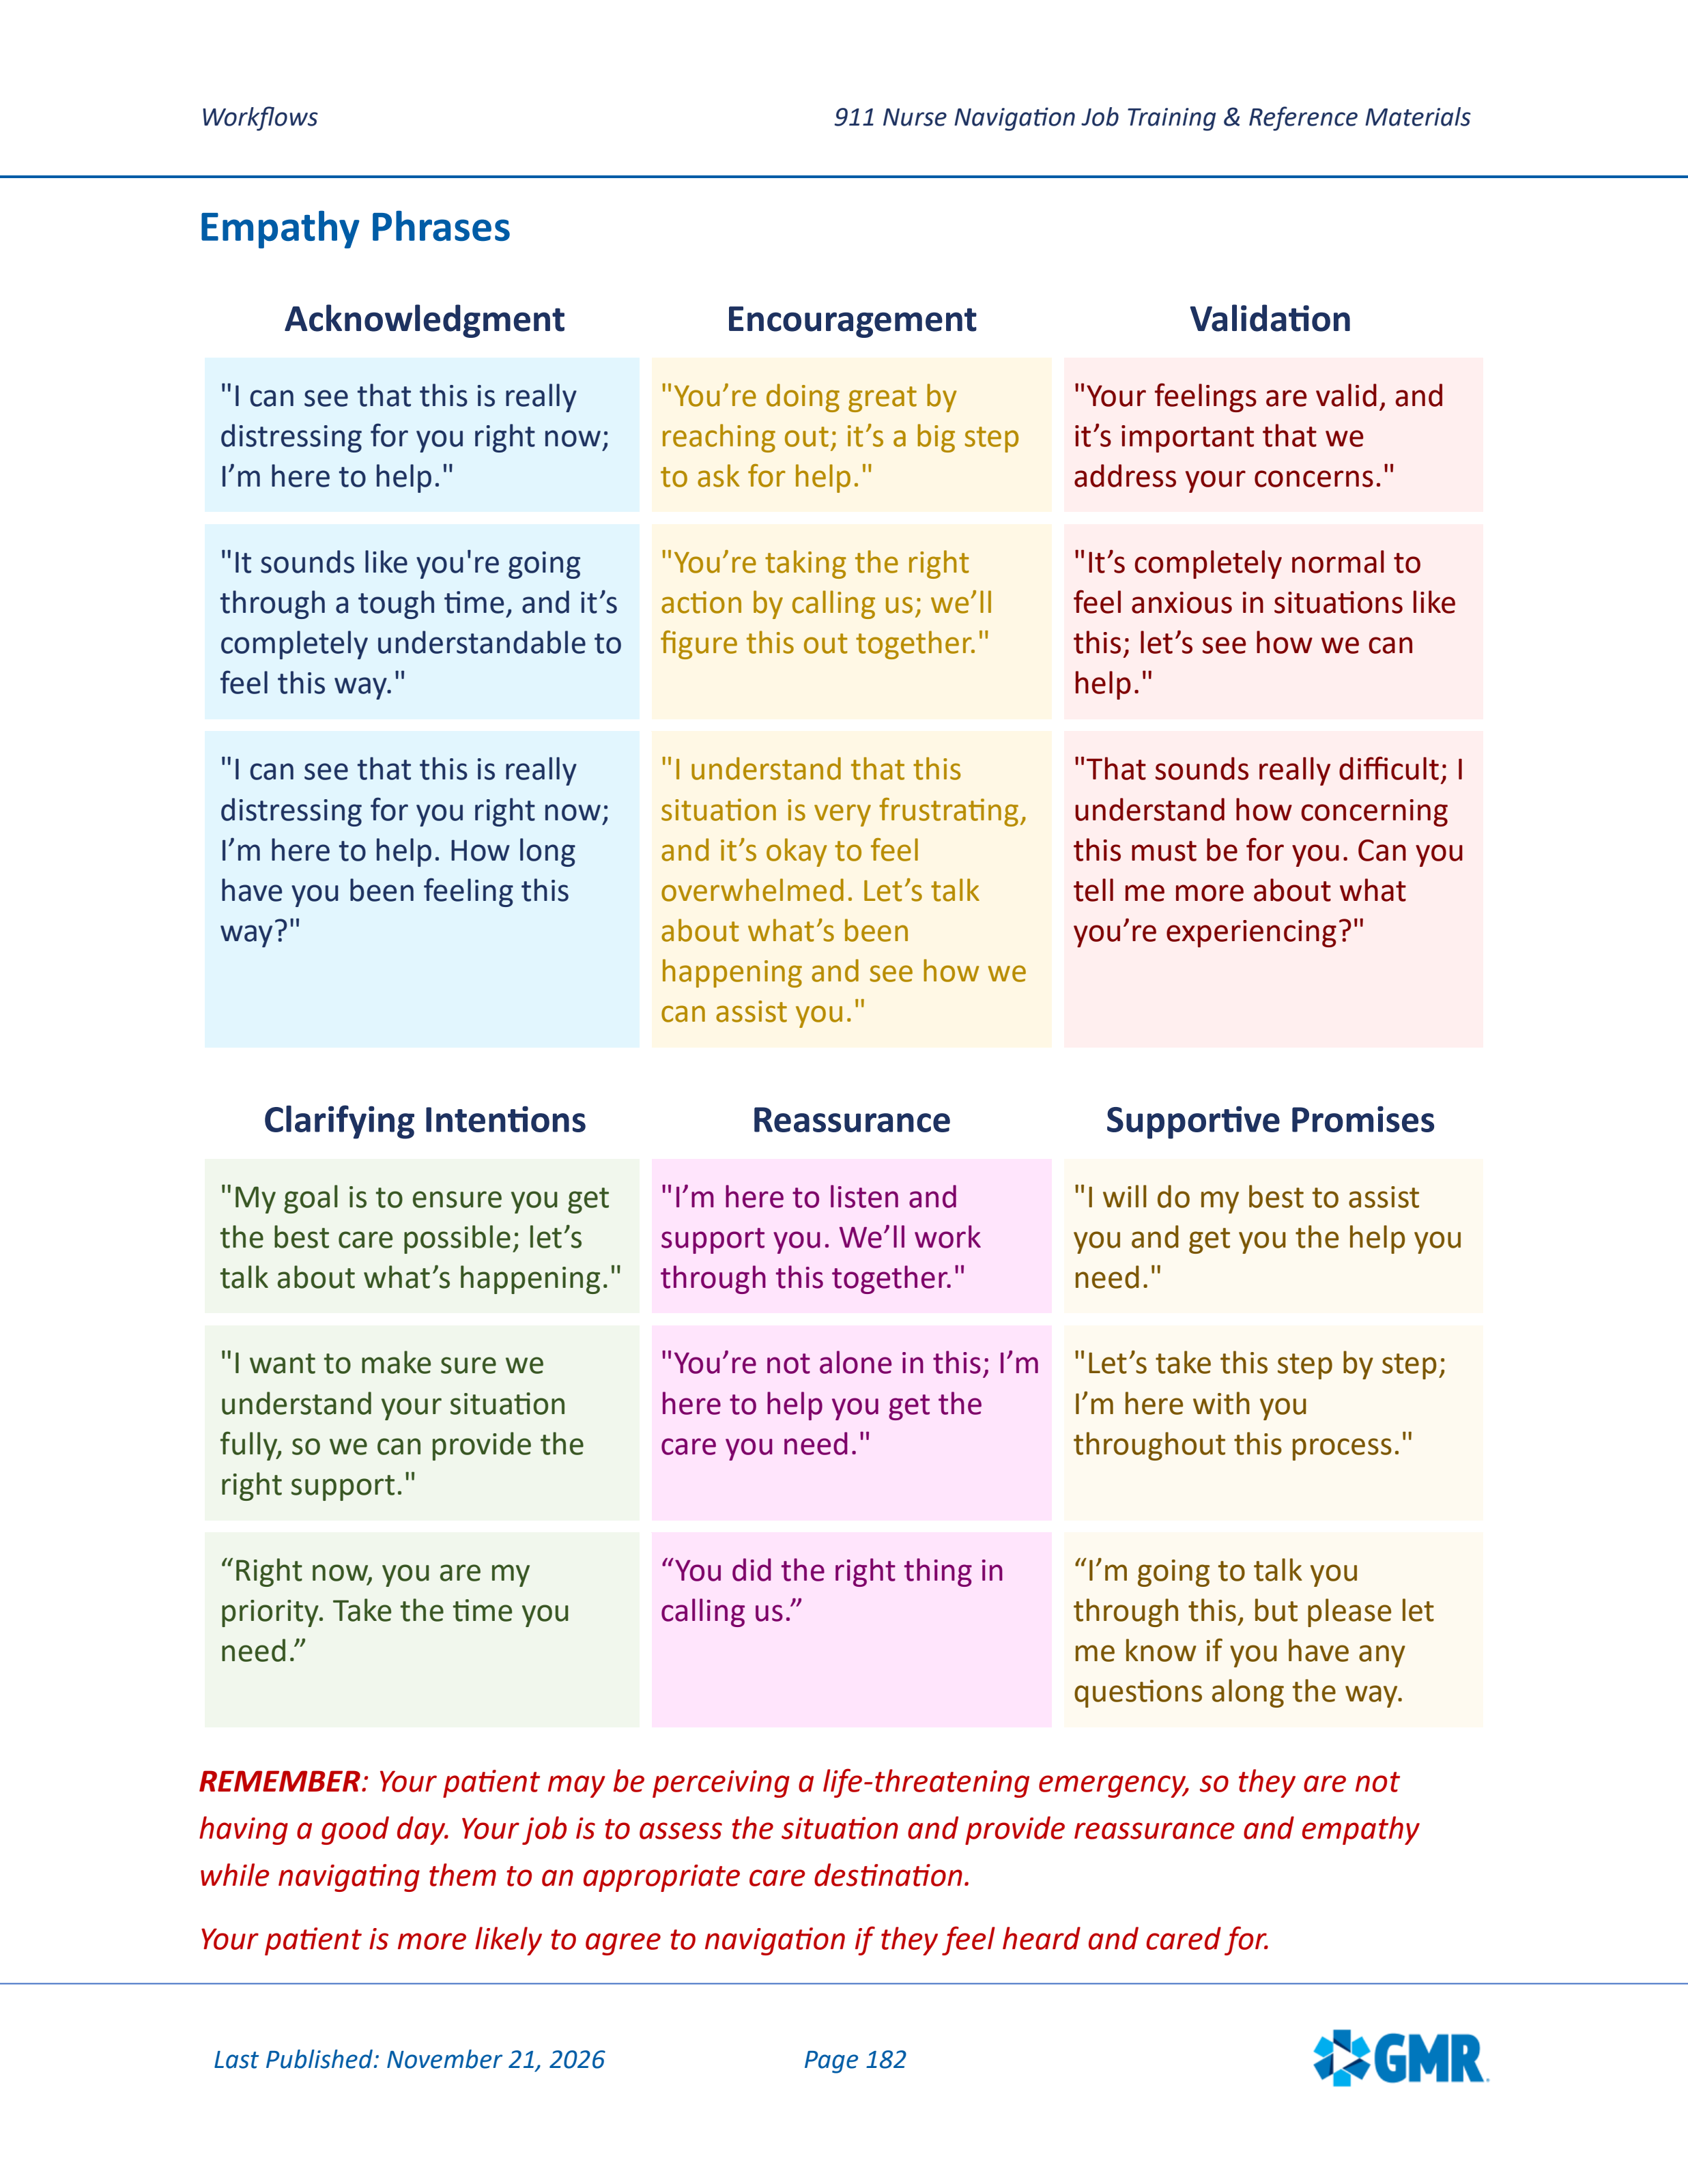 Workflows
911 Nurse Navigation Job Training & Reference Materials
Empathy Phrases
Acknowledgment
Encouragement
Validation
"I can see that this is really
distressing for you right now;
I’m here to help."
"You’re doing great by
reaching out; it’s a big step
to ask for help."
"Your feelings are valid, and
it’s important that we
address your concerns."
"It sounds like you're going
through a tough time, and it’s
completely understandable to
feel this way."
"You’re taking the right
action by calling us; we’ll
figure this out together."
"It’s completely normal to
feel anxious in situations like
this; let’s see how we can
help."
"I can see that this is really
distressing for you right now;
I’m here to help. How long
have you been feeling this
way?"
"I understand that this
situation is very frustrating,
and it’s okay to feel
overwhelmed. Let’s talk
about what’s been
happening and see how we
can assist you."
"That sounds really difficult; I
understand how concerning
this must be for you. Can you
tell me more about what
you’re experiencing?"
Clarifying Intentions
Reassurance
Supportive Promises
"My goal is to ensure you get
the best care possible; let’s
talk about what’s happening."
"I’m here to listen and
support you. We’ll work
through this together."
"I will do my best to assist
you and get you the help you
need."
"I want to make sure we
understand your situation
fully, so we can provide the
right support."
"You’re not alone in this; I’m
here to help you get the
care you need."
"Let’s take this step by step;
I’m here with you
throughout this process."
“Right now, you are my
priority. Take the time you
need.”
“You did the right thing in
calling us.”
“I’m going to talk you
through this, but please let
me know if you have any
questions along the way.
REMEMBER: Your patient may be perceiving a life-threatening emergency, so they are not
having a good day. Your job is to assess the situation and provide reassurance and empathy
while navigating them to an appropriate care destination.
Your patient is more likely to agree to navigation if they feel heard and cared for.
Last Published: November 21, 2026
Page 182
GMR